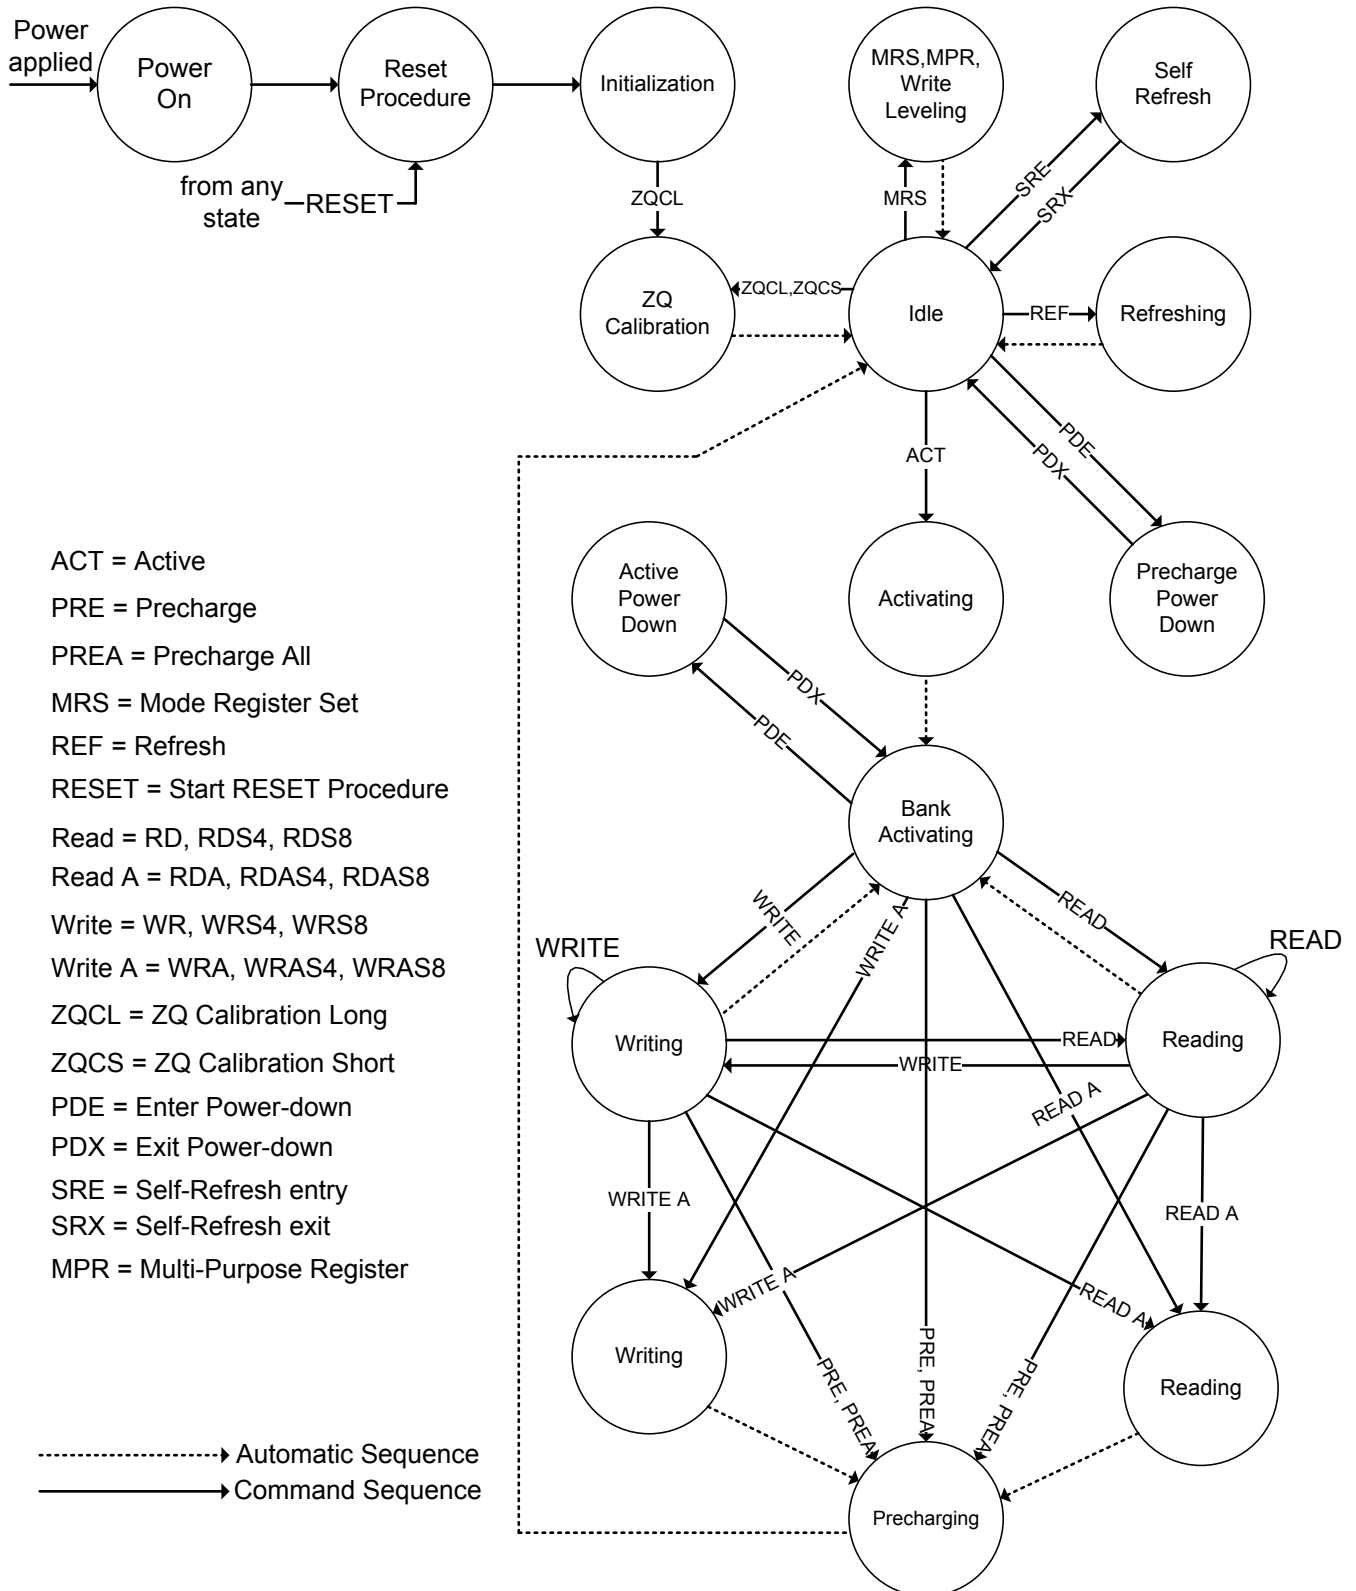 Power
applied
Power
On
Reset
Procedure
Initialization
MRS,MPR,
Write
Leveling
Self
Refresh
from any
state
RESET
ZQCL
MRS
SRE
SRX
ZQ
Calibration
ZQCL,ZQCS
Idle
REF
Refreshing
ACT
PDE
PDX
Active
Power
Down
Activating
Precharge
Power
Down
PDX
PDE
Bank
Activating
ACT = Active
PRE = Precharge
PREA = Precharge All
MRS = Mode Register Set
REF = Refresh
RESET = Start RESET Procedure
Read = RD, RDS4, RDS8
Read A = RDA, RDAS4, RDAS8
Write = WR, WRS4, WRS8
Write A = WRA, WRAS4, WRAS8
ZQCL = ZQ Calibration Long
ZQCS = ZQ Calibration Short
PDE = Enter Power-down
PDX = Exit Power-down
SRE = Self-Refresh entry
SRX = Self-Refresh exit
MPR = Multi-Purpose Register
WRITE
WRITE A
READ
WRITE
READ
Writing
READ
WRITE
Reading
READ A
WRITE A
READ A
WRITE A
READ A
Writing
PRE, PREA
PRE, PREA
PRE, PREA
Reading
Precharging
Automatic Sequence
Command Sequence